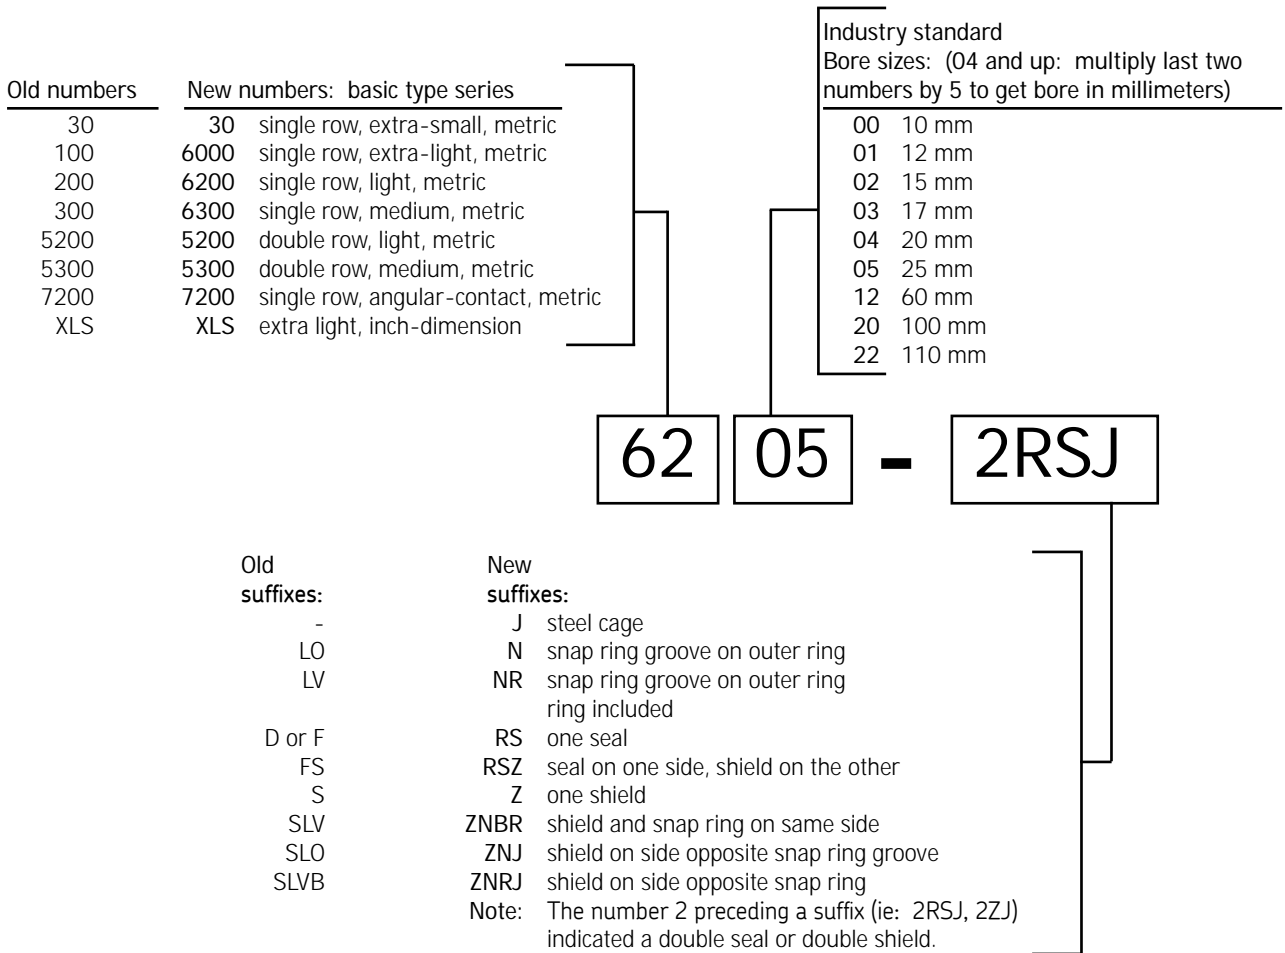 Industry standard
Bore sizes: (04 and up: multiply last two
numbers by 5 to get bore in millimeters)
00 10 mm
01 12 mm
02 15 mm
03 17 mm
04 20 mm
05 25 mm
12 60 mm
20 100 mm
22 110 mm
Old numbers New numbers: basic type series
30 30 single row, extra-small, metric
100 6000 single row, extra-light, metric
200 6200 single row, light, metric
300 6300 single row, medium, metric
5200 5200 double row, light, metric
5300 5300 double row, medium, metric
7200 7200 single row, angular-contact, metric
XLS XLS extra light, inch-dimension
62 05 - 2RSJ
Old New
suffixes: suffixes:
- J steel cage
LO N snap ring groove on outer ring
LV NR snap ring groove on outer ring
ring included
D or F RS one seal
FS RSZ seal on one side, shield on the other
S Z one shield
SLV ZNBR shield and snap ring on same side
SLO ZNJ shield on side opposite snap ring groove
SLVB ZNRJ shield on side opposite snap ring
Note: The number 2 preceding a suffix (ie: 2RSJ, 2ZJ)
indicated a double seal or double shield.